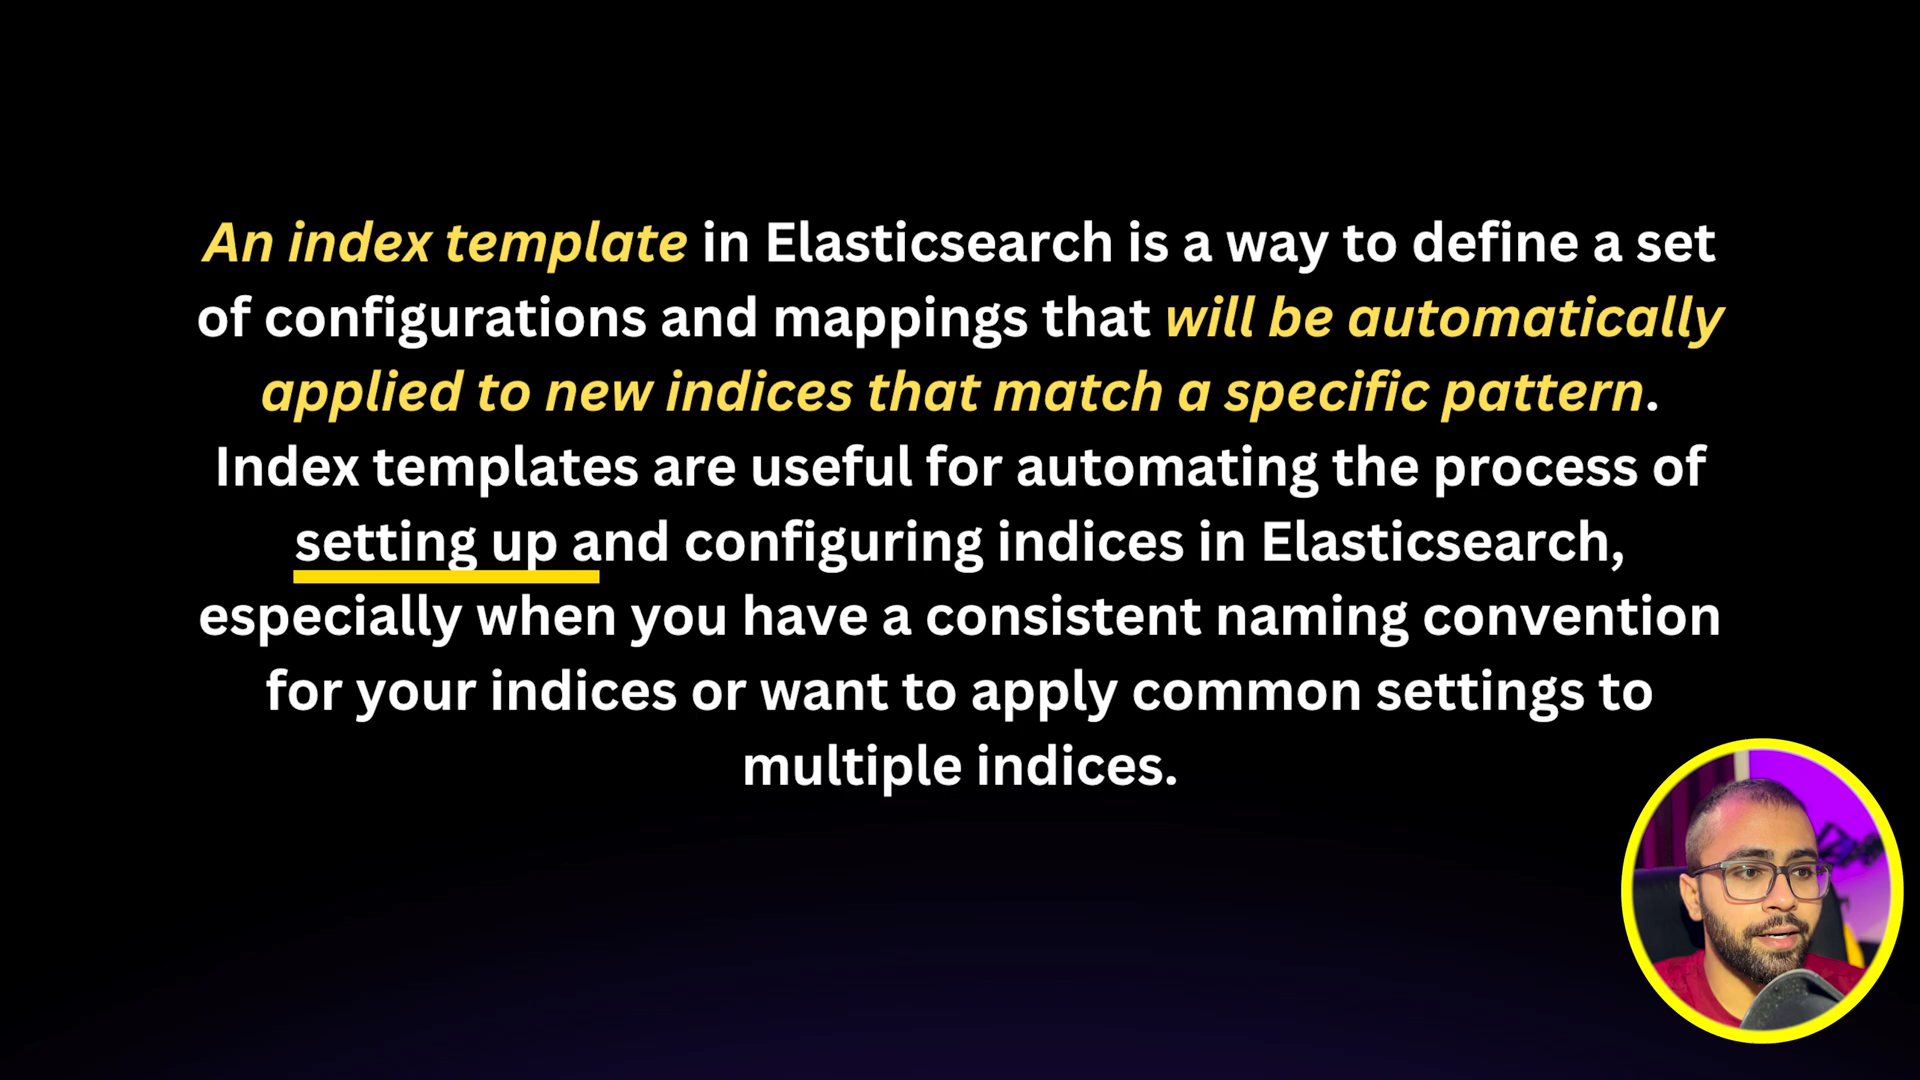 An index template in Elasticsearch is a way to define a set
of configurations and mappings that will be automatically
applied to new indices that match a specific pattern.
Index templates are useful for automating the process of
setting up and configuring indices in Elasticsearch,
especially when you have a consistent naming convention
for your indices or want to apply common settings to
multiple indices.